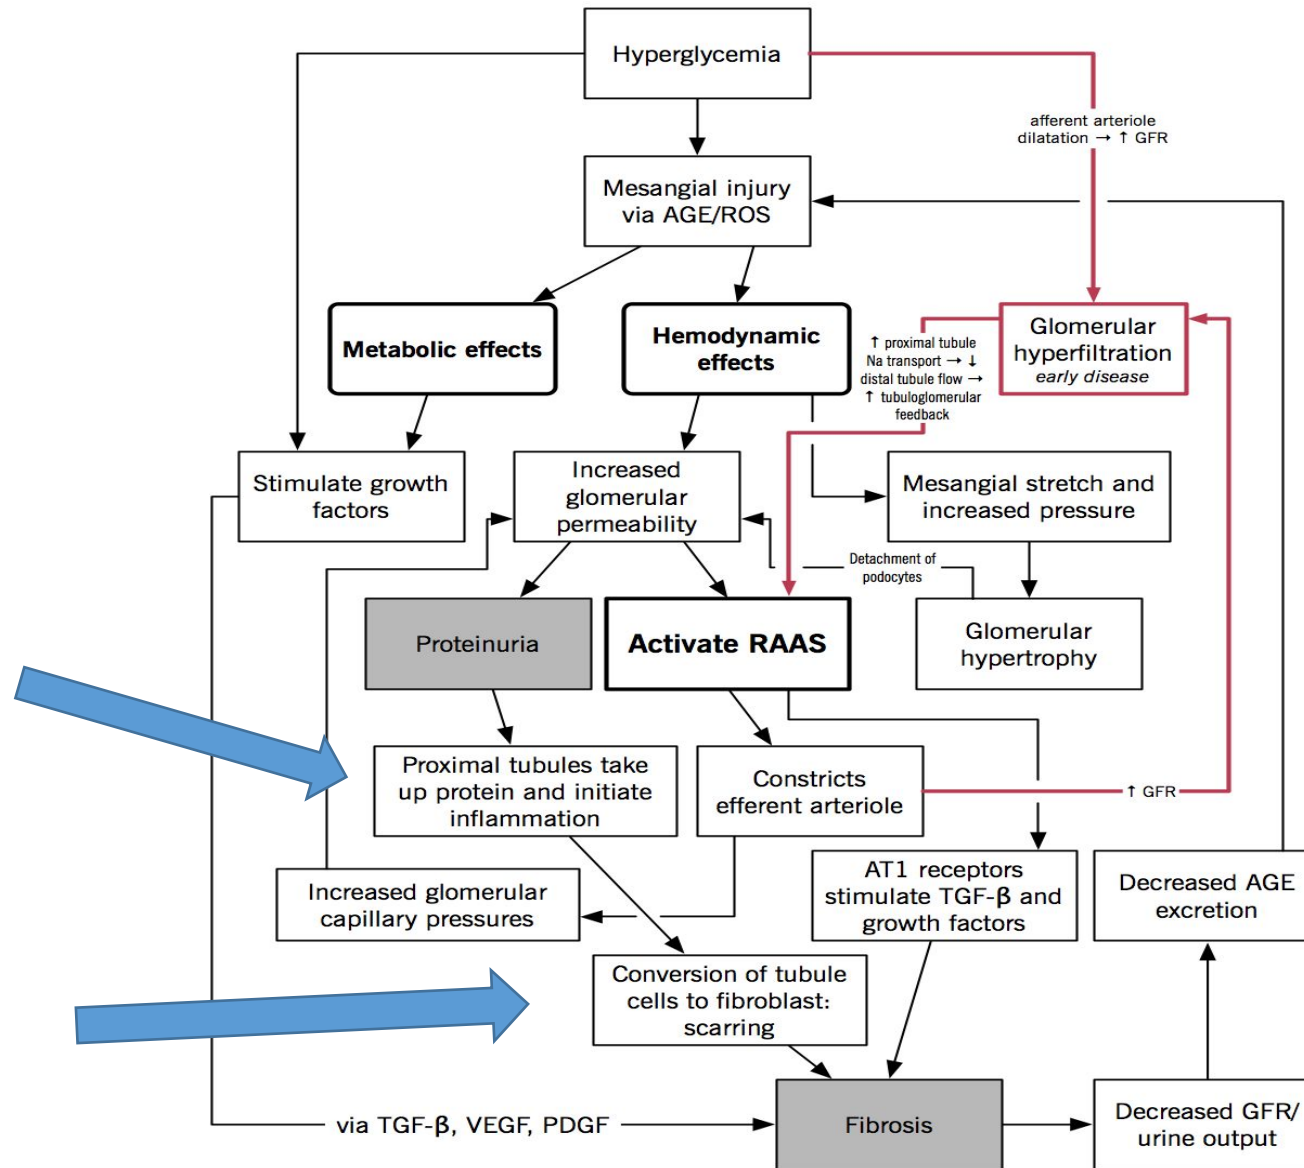 Hyperglycemia
afferent arteriole
dilatation → ↑ GFR
Mesangial injury
via AGE/ROS
Metabolic effects
Hemodynamic
effects
↑ proximal tubule
Na transport → ↓
distal tubule flow →
↑ tubuloglomerular
feedback
Glomerular
hyperfiltration
early disease
Stimulate growth
factors
Increased
glomerular
permeability
Mesangial stretch and
increased pressure
Detachment of
podocytes
Proteinuria
Activate RAAS
Glomerular
hypertrophy
Proximal tubules take
up protein and initiate
inflammation
Constricts
efferent arteriole
↑ GFR
Increased glomerular
capillary pressures
AT1 receptors
stimulate TGF-β and
growth factors
Decreased AGE
excretion
Conversion of tubule
cells to fibroblast:
scarring
via TGF-β, VEGF, PDGF
Fibrosis
Decreased GFR/
urine output